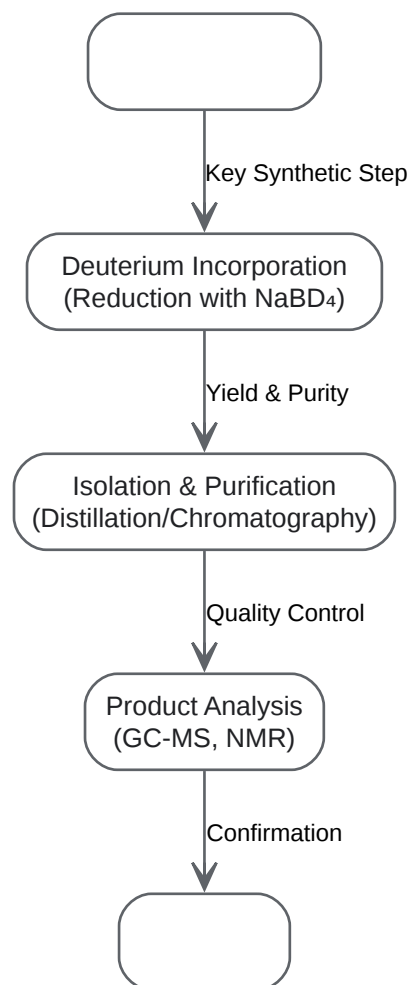 Key Synthetic Step
Deuterium Incorporation
(Reduction with NaBD₄)
Yield & Purity
Isolation & Purification
(Distillation/Chromatography)
Quality Control
Product Analysis
(GC-MS, NMR)
Confirmation